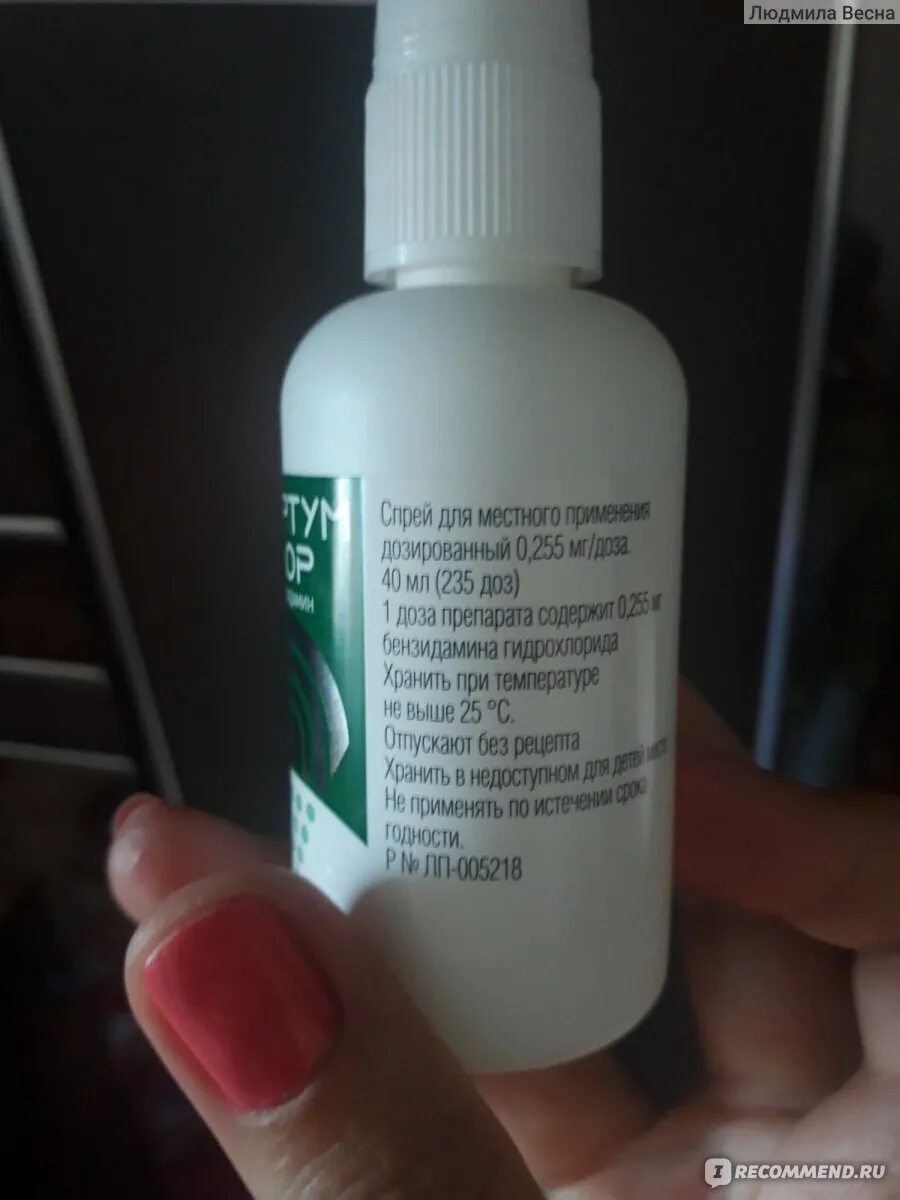 Людмила Весна
РТУМ
ОР
Спрей для местного применения
дозированный 0,255 мг/доза.
40 мл (235 доз)
1 доза препарата содержит 0,255 мг
бензидамина гидрохлорида
Хранить при температуре
не выше 25 °С.
Отпускают без рецепта
Хранить в недоступном для детей месте
Не применять по истечении срока
годности.
Р № ЛП-005218
IRECOMMEND.RU